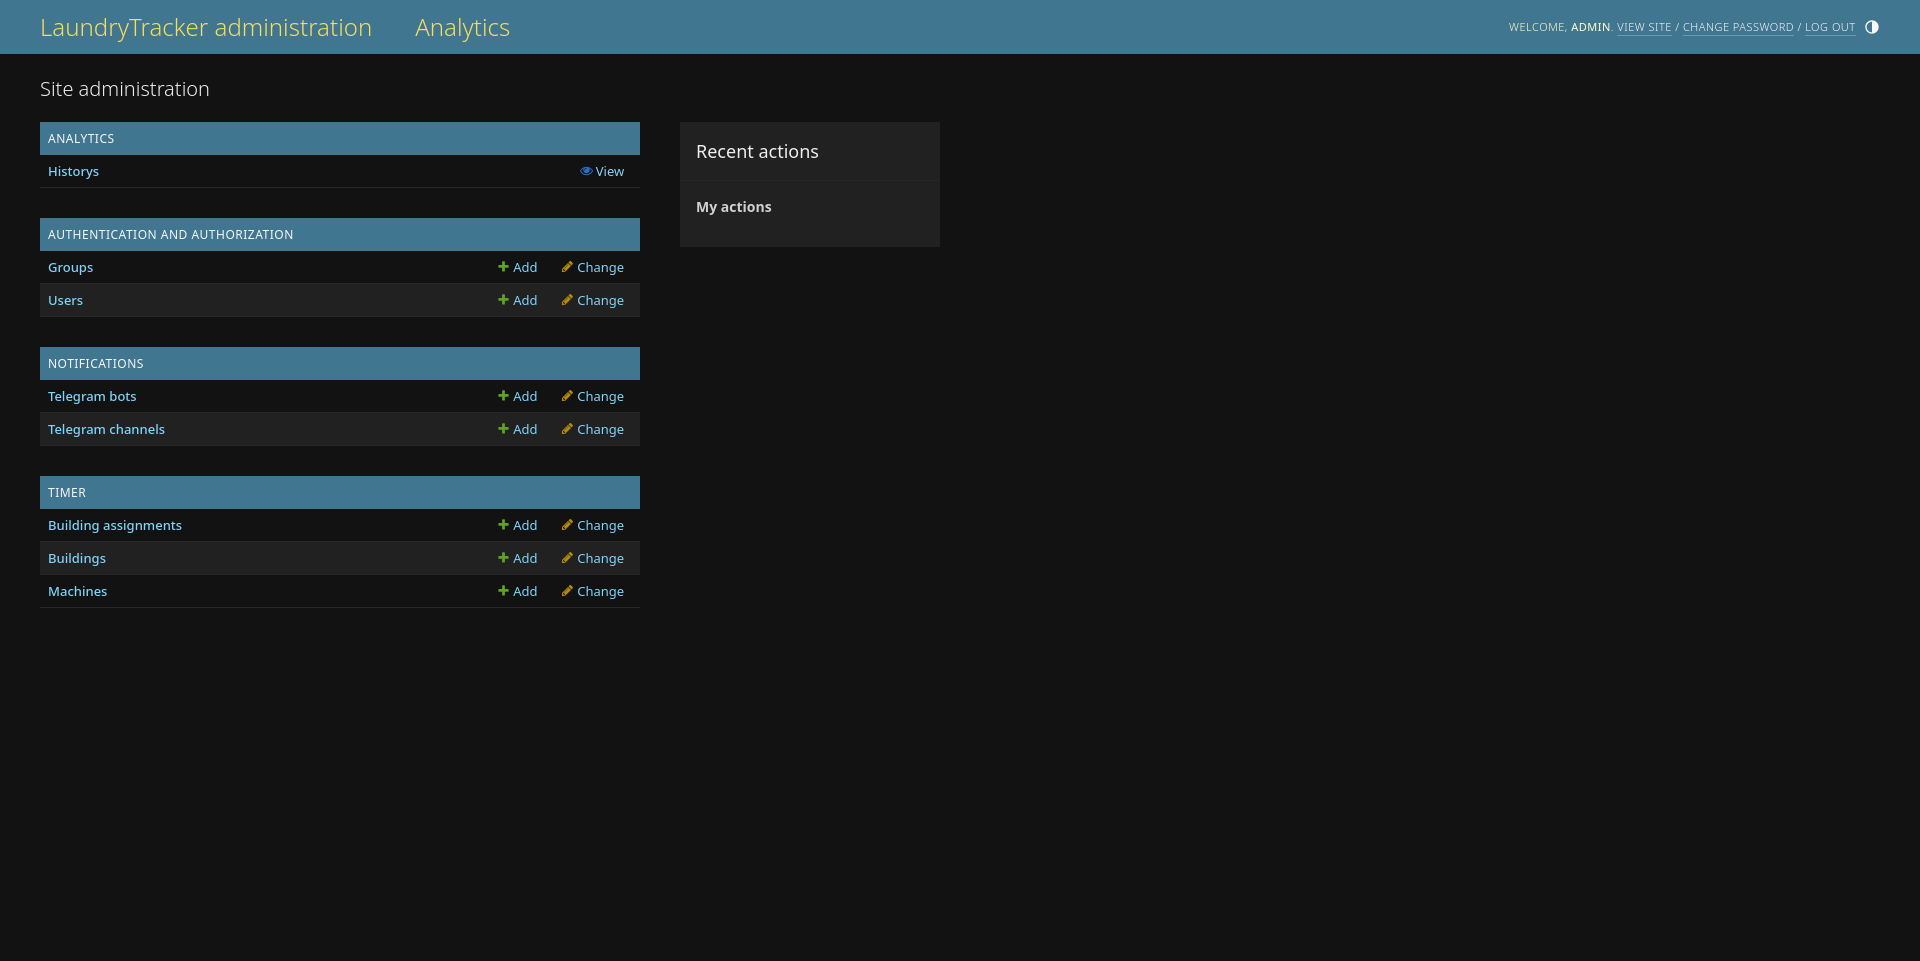 LaundryTracker administration Analytics
WELCOME, ADMIN. VIEW SITE / CHANGE PASSWORD / LOG OUT
Site administration
ANALYTICS
Historys View
AUTHENTICATION AND AUTHORIZATION
Groups Add Change
Users Add Change
NOTIFICATIONS
Telegram bots Add Change
Telegram channels Add Change
TIMER
Building assignments Add Change
Buildings Add Change
Machines Add Change
Recent actions
My actions